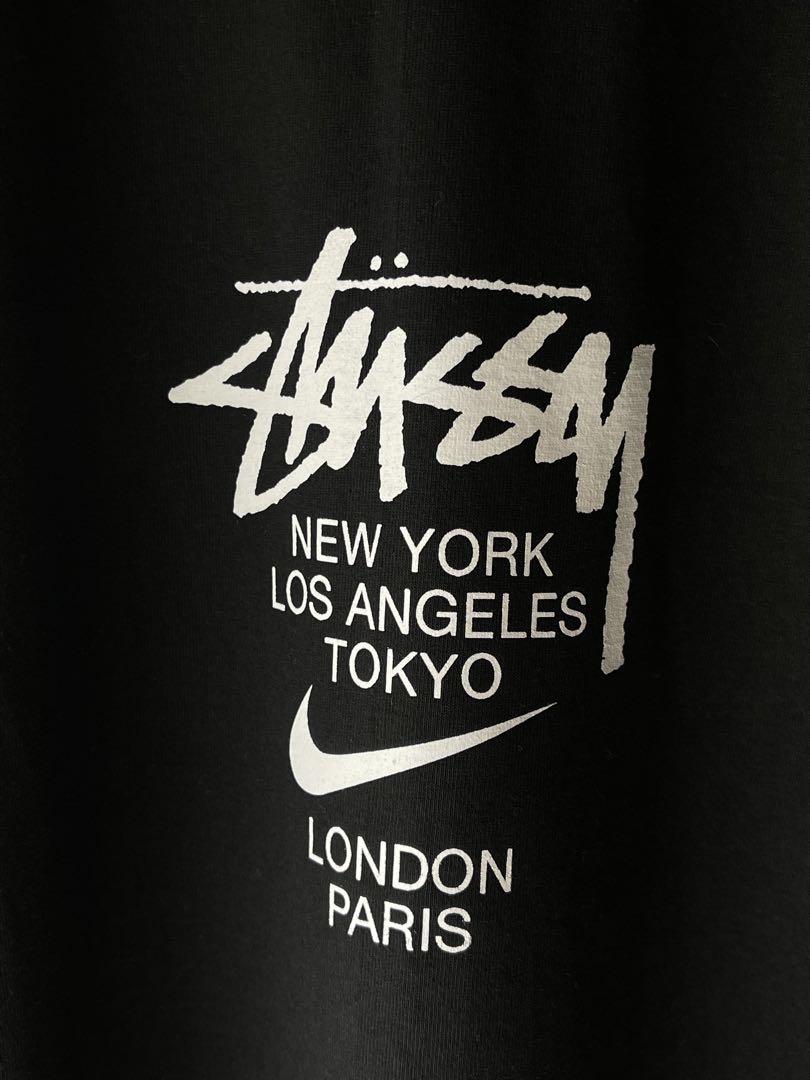 Stüssy
NEW YORK
LOS ANGELES
TOKYO
LONDON
PARIS